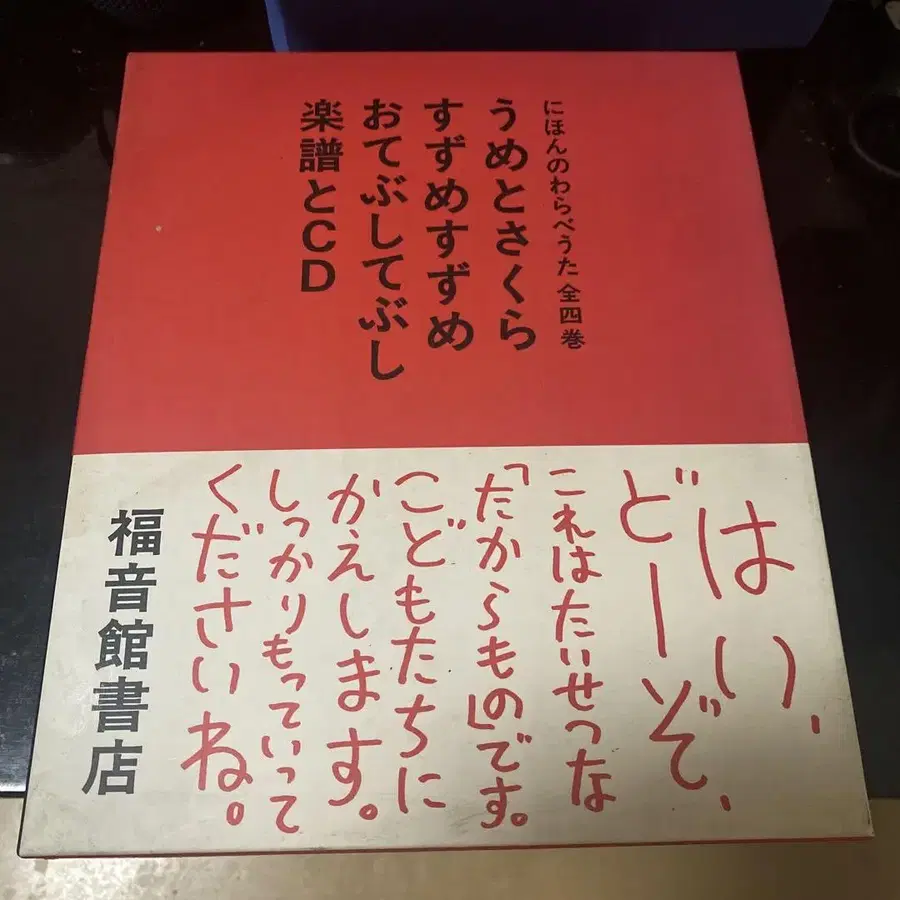 にほんのわらべうた 全四巻
うめとさくら
すずめすずめ
おてぶしてぶし
楽譜とCD
はい、
どーぞ、
これはたいせつな
「たからもの」です。
こどもたちに
かえします。
しっかりもっていって
くださいね。
福音館書店